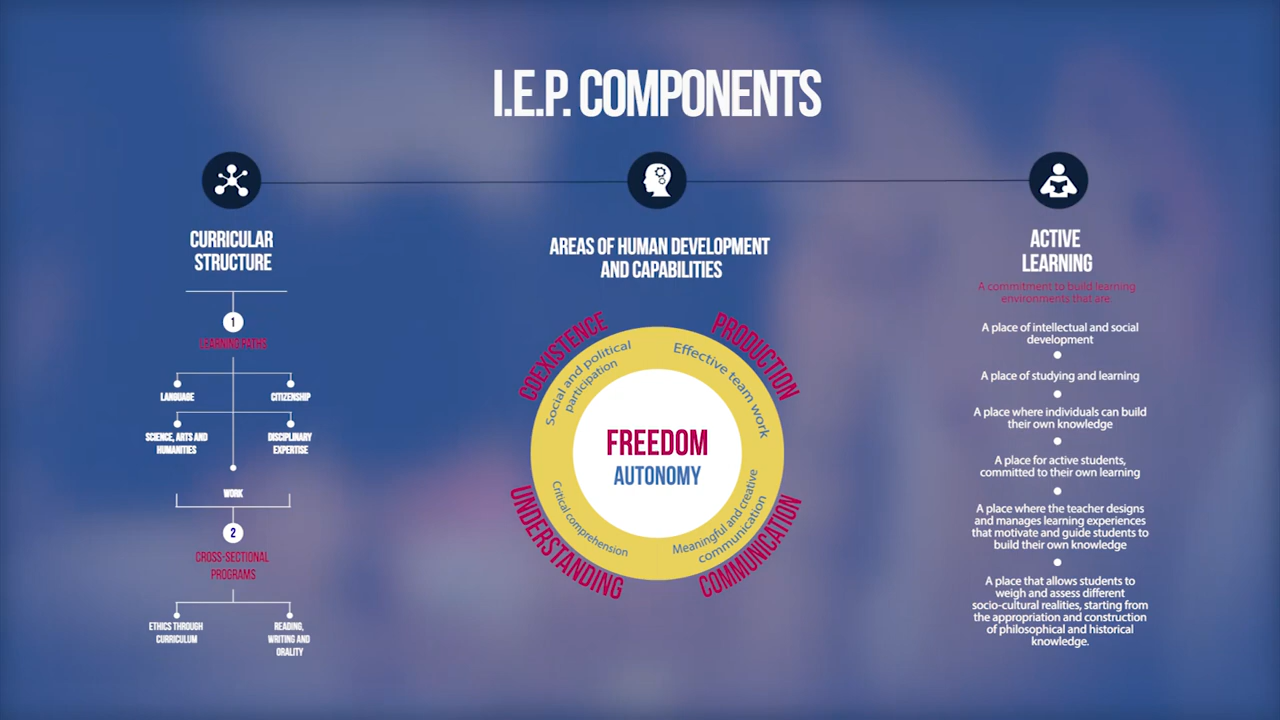 I.E.P. COMPONENTS
CURRICULAR
STRUCTURE
1
LEARNING PATHS
LANGUAGE
CITIZENSHIP
SCIENCE, ARTS AND
HUMANITIES
DISCIPLINARY
EXPERTISE
WORK
2
CROSS-SECTIONAL
PROGRAMS
ETHICS THROUGH
CURRICULUM
READING,
WRITING AND
ORALITY
AREAS OF HUMAN DEVELOPMENT
AND CAPABILITIES
COEXISTENCE
Social and political
participation
PRODUCTION
Effective team work
FREEDOM
AUTONOMY
UNDERSTANDING
Critical comprehension
COMMUNICATION
Meaningful and creative
communication
ACTIVE
LEARNING
A commitment to build learning
environments that are:
A place of intellectual and social
development
A place of studying and learning
A place where individuals can build
their own knowledge
A place for active students,
committed to their own learning
A place where the teacher designs
and manages learning experiences
that motivate and guide students to
build their own knowledge
A place that allows students to
weigh and assess different
socio-cultural realities, starting from
the appropriation and construction
of philosophical and historical
knowledge.